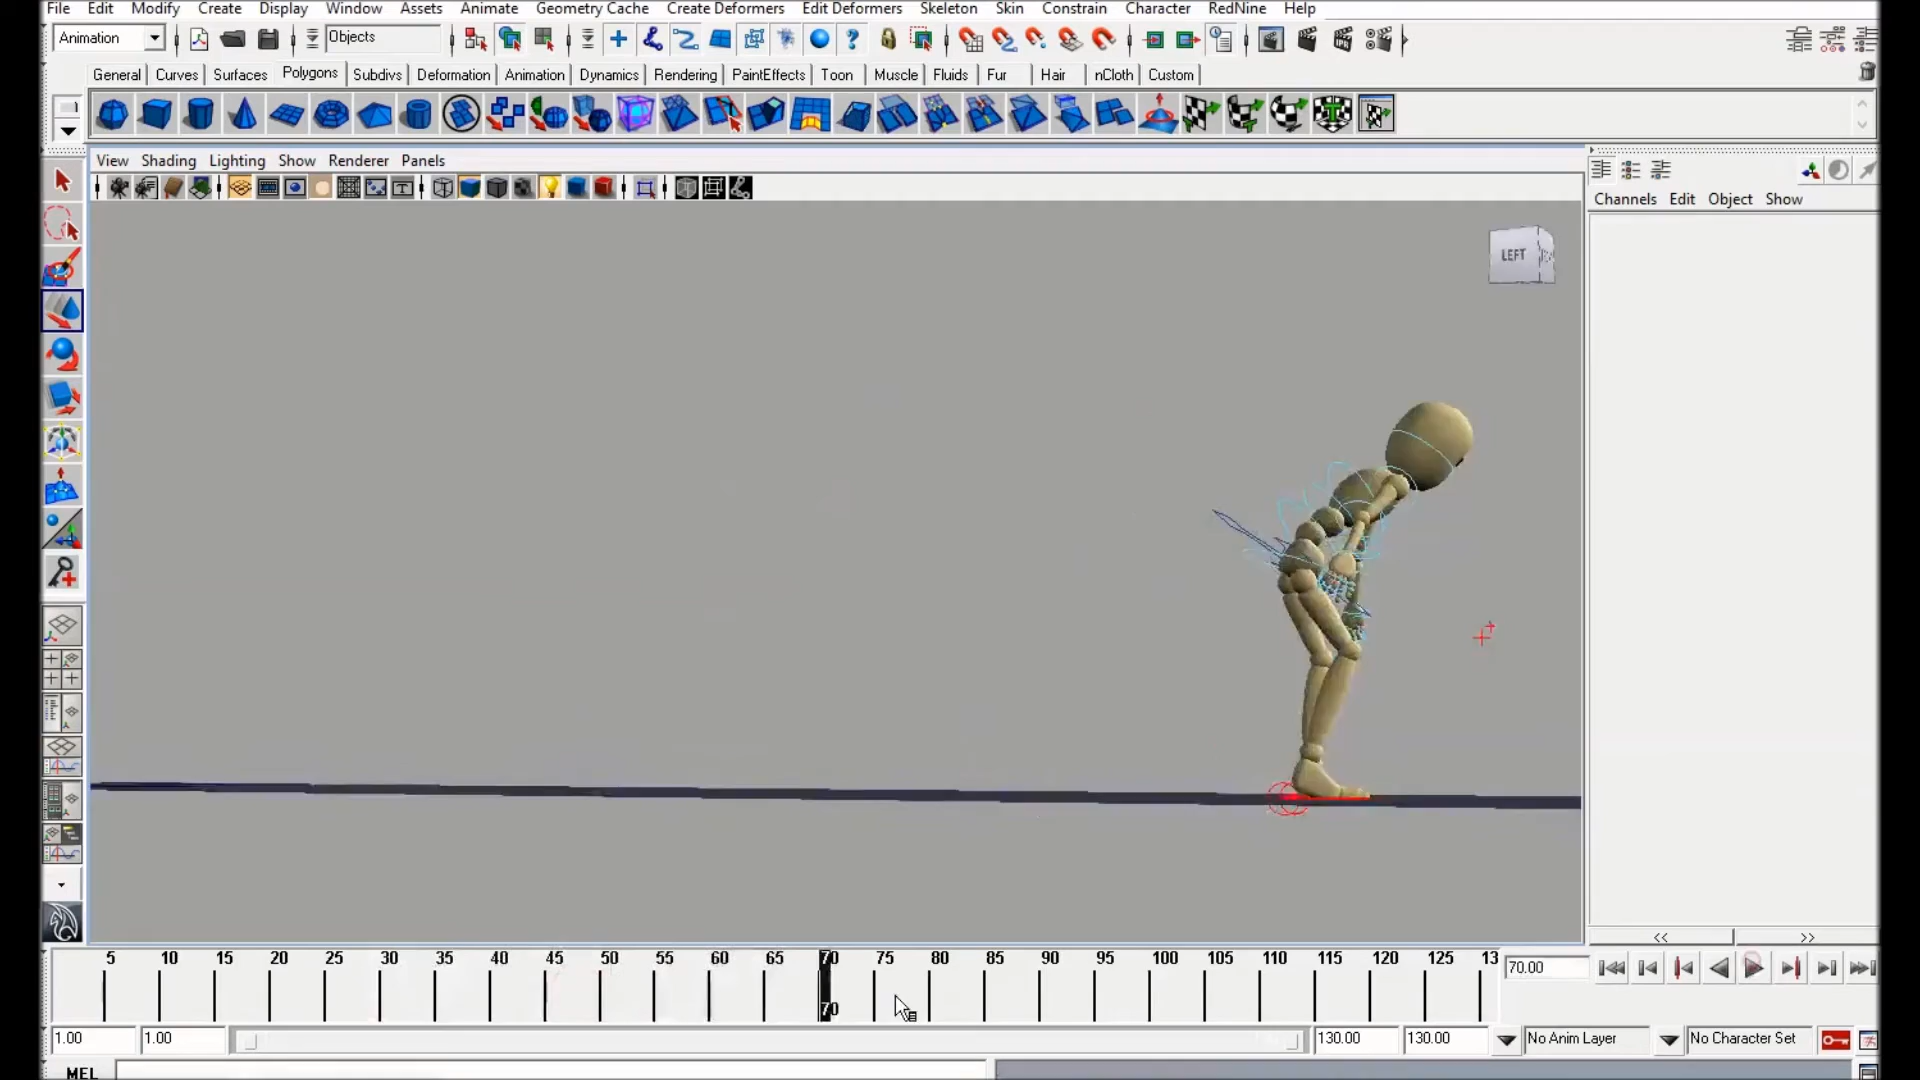 File Edit Modify Create Display Window Assets Animate Geometry Cache Create Deformers Edit Deformers Skeleton Skin Constrain Character RedNine Help
Animation Objects
General Curves Surfaces Polygons Subdivs Deformation Animation Dynamics Rendering PaintEffects Toon Muscle Fluids Fur Hair nCloth Custom
View Shading Lighting Show Renderer Panels
Channels Edit Object Show
LEFT
<< >>
5 10 15 20 25 30 35 40 45 50 55 60 65 70 75 80 85 90 95 100 105 110 115 120 125 13
70.00
70
1.00 1.00 130.00 130.00 No Anim Layer No Character Set
MEL